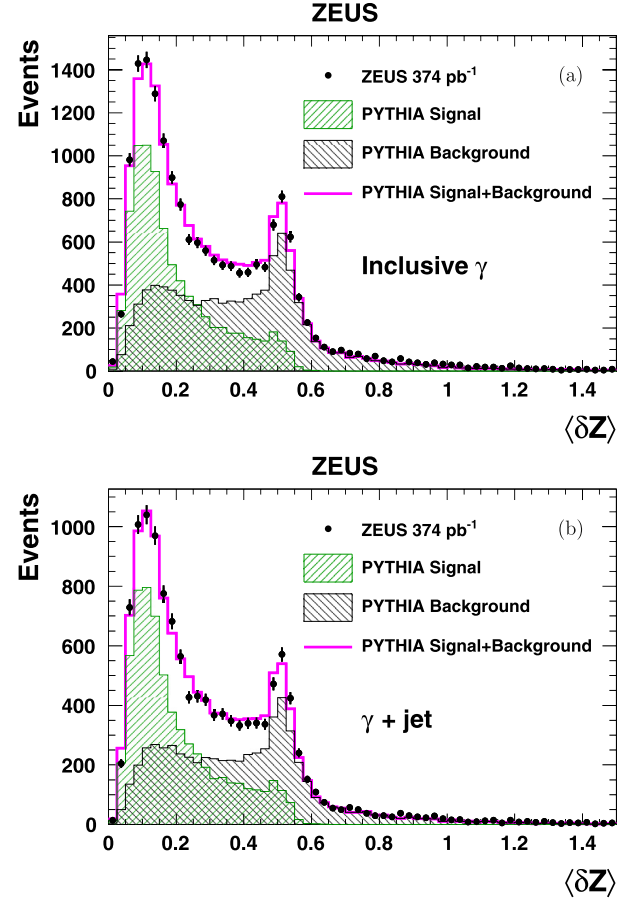 ZEUS
Events
1400
1200
1000
800
600
400
200
0
ZEUS 374 pb⁻¹
(a)
PYTHIA Signal
PYTHIA Background
PYTHIA Signal+Background
Inclusive γ
0 0.2 0.4 0.6 0.8 1 1.2 1.4
⟨δZ⟩
ZEUS
Events
1000
800
600
400
200
0
ZEUS 374 pb⁻¹
(b)
PYTHIA Signal
PYTHIA Background
PYTHIA Signal+Background
γ + jet
0 0.2 0.4 0.6 0.8 1 1.2 1.4
⟨δZ⟩